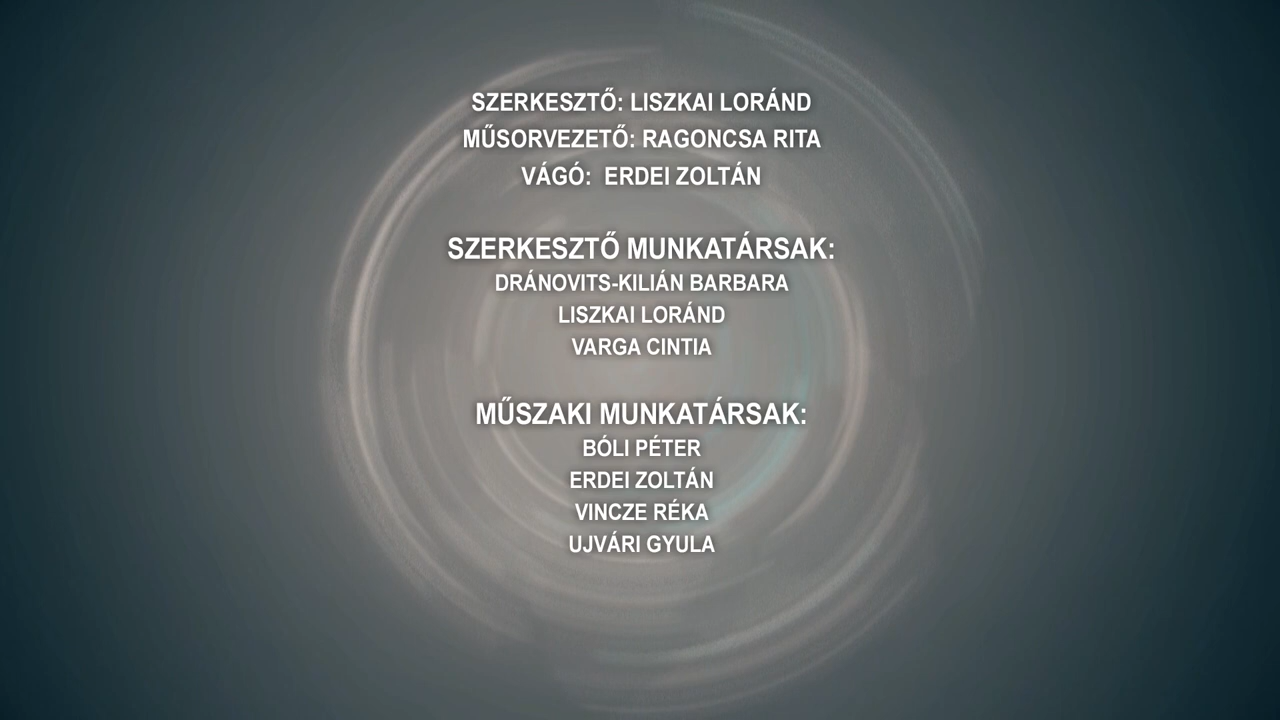 SZERKESZTŐ: LISZKAI LORÁND
MŰSORVEZETŐ: RAGONCSA RITA
VÁGÓ: ERDEI ZOLTÁN
SZERKESZTŐ MUNKATÁRSAK:
DRÁNOVITS-KILIÁN BARBARA
LISZKAI LORÁND
VARGA CINTIA
MŰSZAKI MUNKATÁRSAK:
BÓLI PÉTER
ERDEI ZOLTÁN
VINCZE RÉKA
UJVÁRI GYULA